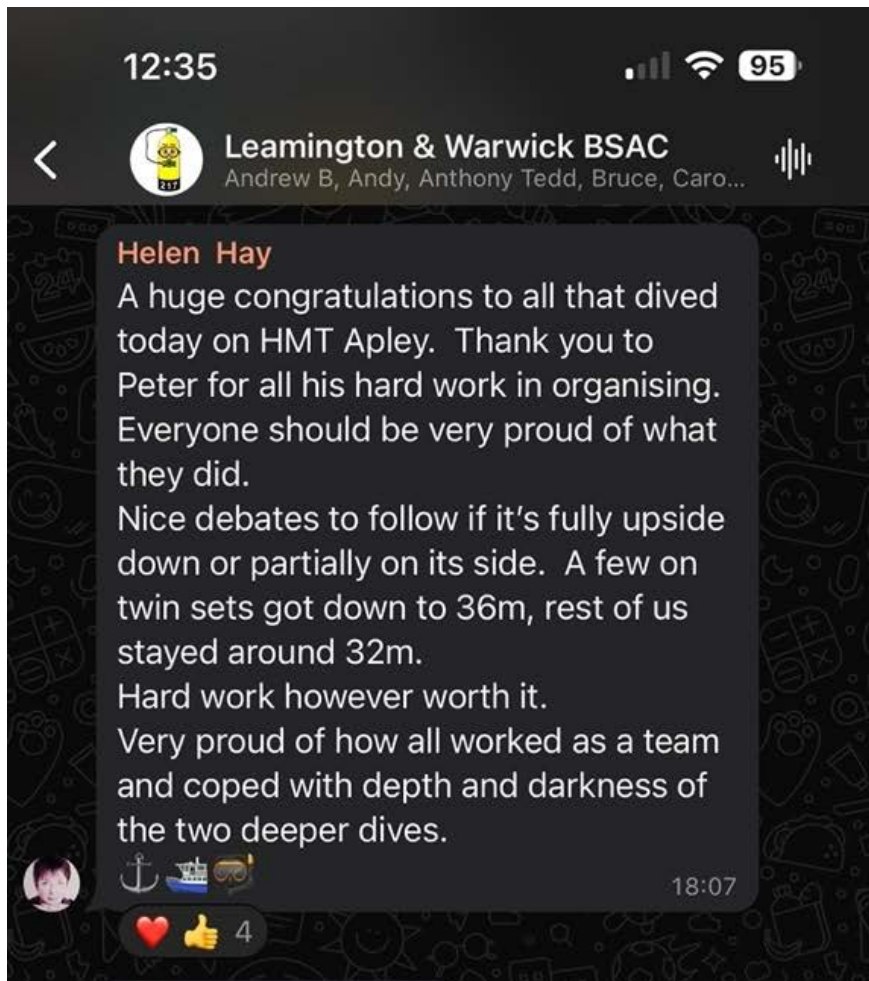 12:35
95
Leamington & Warwick BSAC
Andrew B, Andy, Anthony Tedd, Bruce, Caro...
217
Helen Hay
A huge congratulations to all that dived
today on HMT Apley. Thank you to
Peter for all his hard work in organising.
Everyone should be very proud of what
they did.
Nice debates to follow if it’s fully upside
down or partially on its side. A few on
twin sets got down to 36m, rest of us
stayed around 32m.
Hard work however worth it.
Very proud of how all worked as a team
and coped with depth and darkness of
the two deeper dives.
⚓🚢🤿
18:07
❤️👍 4